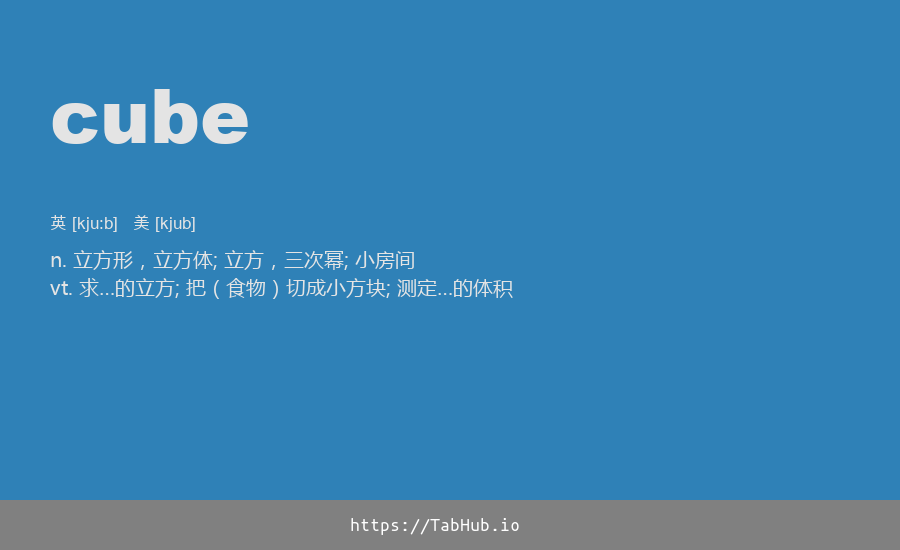 cube
英 [kju:b] 美 [kjub]
n. 立方形，立方体; 立方，三次幂; 小房间
vt. 求...的立方; 把（食物）切成小方块; 测定...的体积
https://TabHub.io